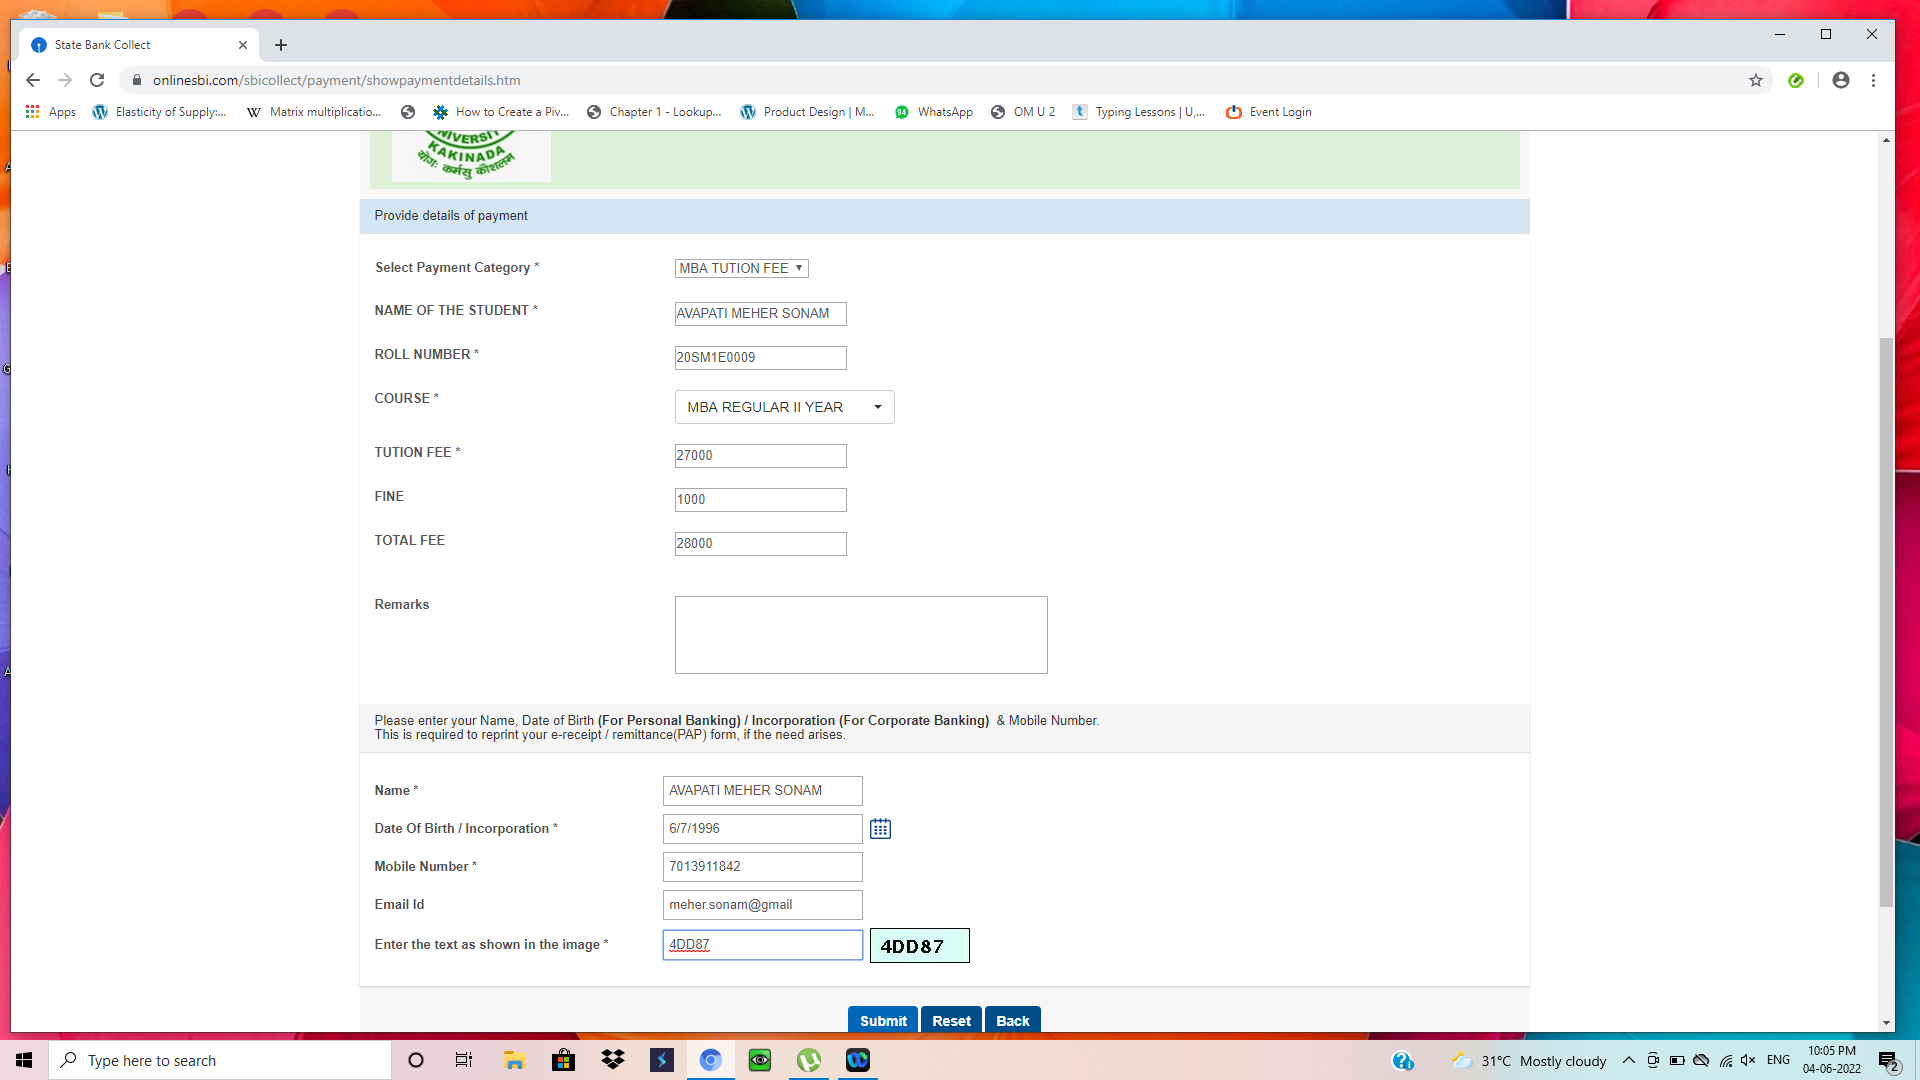 State Bank Collect
onlinesbi.com/sbicollect/payment/showpaymentdetails.htm
Apps Elasticity of Supply:... Matrix multiplicatio... How to Create a Piv... Chapter 1 - Lookup... Product Design | M... 94 WhatsApp OM U 2 Typing Lessons | U,... Event Login
KAKINADA
योगः कर्मसु कौशलम्
Provide details of payment
Select Payment Category * MBA TUTION FEE
NAME OF THE STUDENT * AVAPATI MEHER SONAM
ROLL NUMBER * 20SM1E0009
COURSE * MBA REGULAR II YEAR
TUTION FEE * 27000
FINE 1000
TOTAL FEE 28000
Remarks
Please enter your Name, Date of Birth (For Personal Banking) / Incorporation (For Corporate Banking) & Mobile Number.
This is required to reprint your e-receipt / remittance(PAP) form, if the need arises.
Name * AVAPATI MEHER SONAM
Date Of Birth / Incorporation * 6/7/1996
Mobile Number * 7013911842
Email Id meher.sonam@gmail
Enter the text as shown in the image * 4DD87 4DD87
Submit Reset Back
Type here to search 31°C Mostly cloudy ENG 10:05 PM
04-06-2022 2